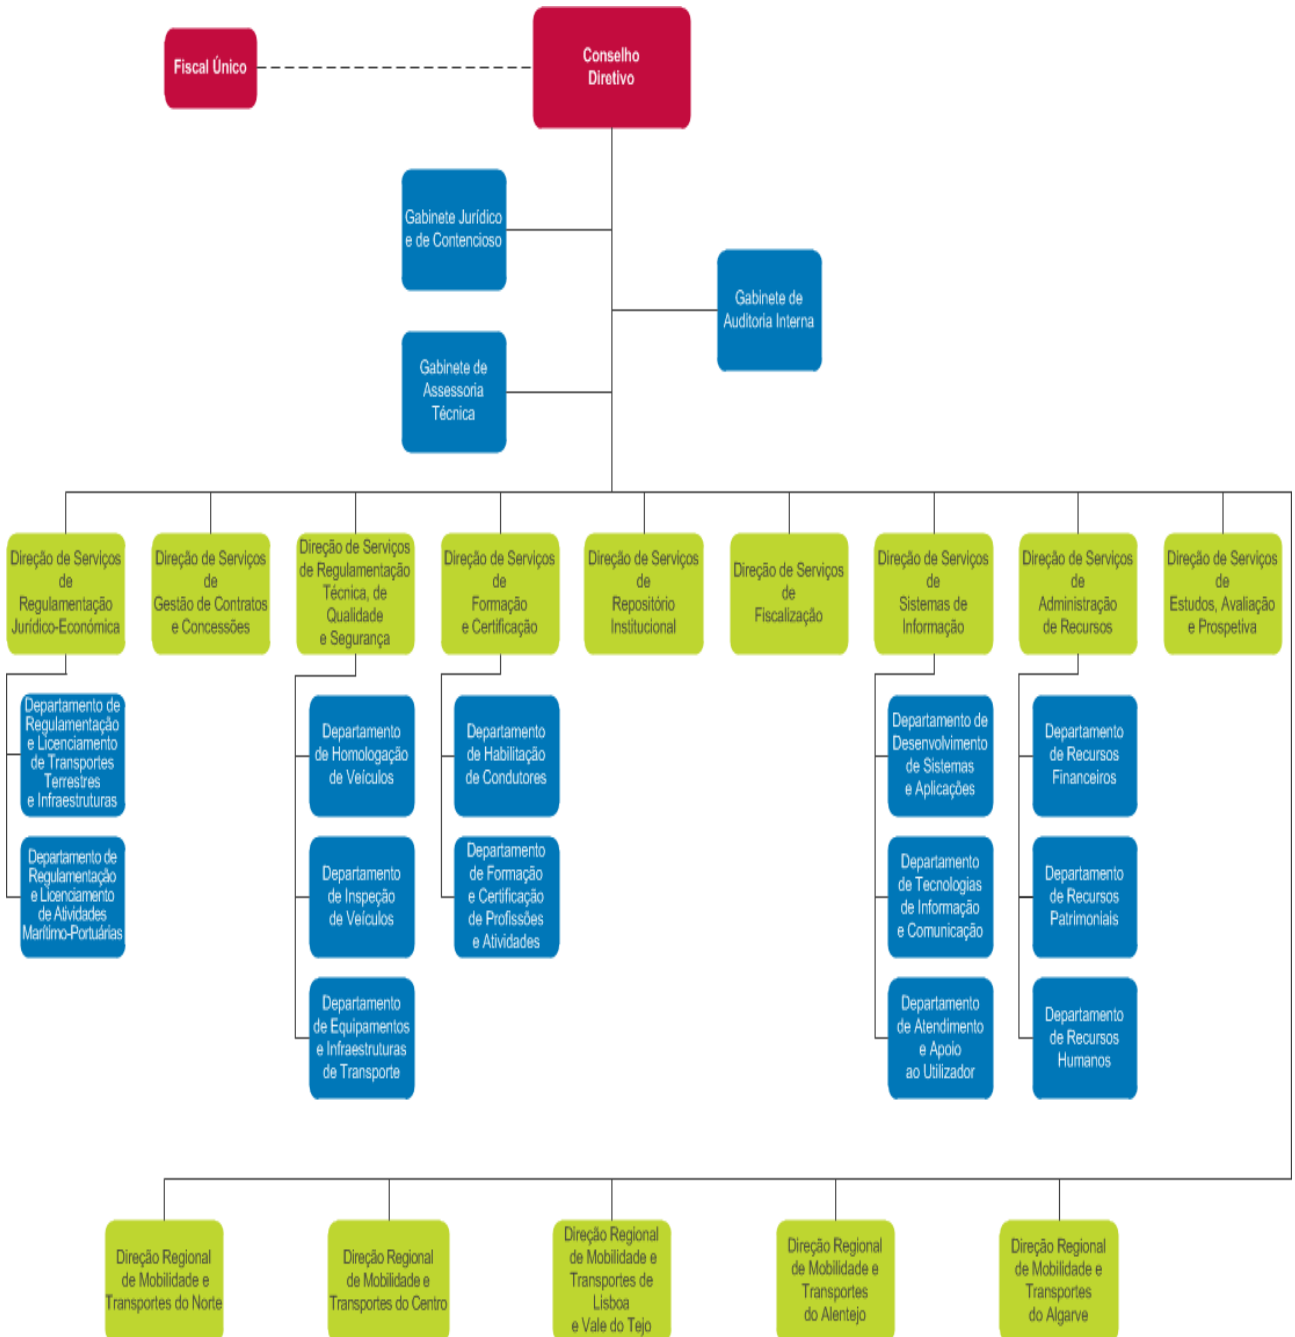 Fiscal Único
Conselho
Diretivo
Gabinete Jurídico
e de Contencioso
Gabinete de
Auditoria Interna
Gabinete de
Assessoria
Técnica
Direção de Serviços
de
Regulamentação
Jurídico-Económica
Direção de Serviços
de
Gestão de Contratos
e Concessões
Direção de Serviços
de Regulamentação
Técnica, de
Qualidade
e Segurança
Direção de Serviços
de
Formação
e Certificação
Direção de Serviços
de
Repositório
Institucional
Direção de Serviços
de
Fiscalização
Direção de Serviços
de
Sistemas de
Informação
Direção de Serviços
de
Administração
de Recursos
Direção de Serviços
de
Estudos, Avaliação
e Prospetiva
Departamento de
Regulamentação
e Licenciamento
de Transportes
Terrestres
e Infraestruturas
Departamento de
Regulamentação
e Licenciamento
de Atividades
Marítimo-Portuárias
Departamento
de Homologação
de Veículos
Departamento
de Inspeção
de Veículos
Departamento
de Equipamentos
e Infraestruturas
de Transporte
Departamento
de Habilitação
de Condutores
Departamento
de Formação
e Certificação
de Profissões
e Atividades
Departamento de
Desenvolvimento
de Sistemas
e Aplicações
Departamento
de Tecnologias
de Informação
e Comunicação
Departamento
de Atendimento
e Apoio
ao Utilizador
Departamento
de Recursos
Financeiros
Departamento
de Recursos
Patrimoniais
Departamento
de Recursos
Humanos
Direção Regional
de Mobilidade e
Transportes do Norte
Direção Regional
de Mobilidade e
Transportes do Centro
Direção Regional
de Mobilidade e
Transportes de
Lisboa
e Vale do Tejo
Direção Regional
de Mobilidade e
Transportes
do Alentejo
Direção Regional
de Mobilidade e
Transportes
do Algarve